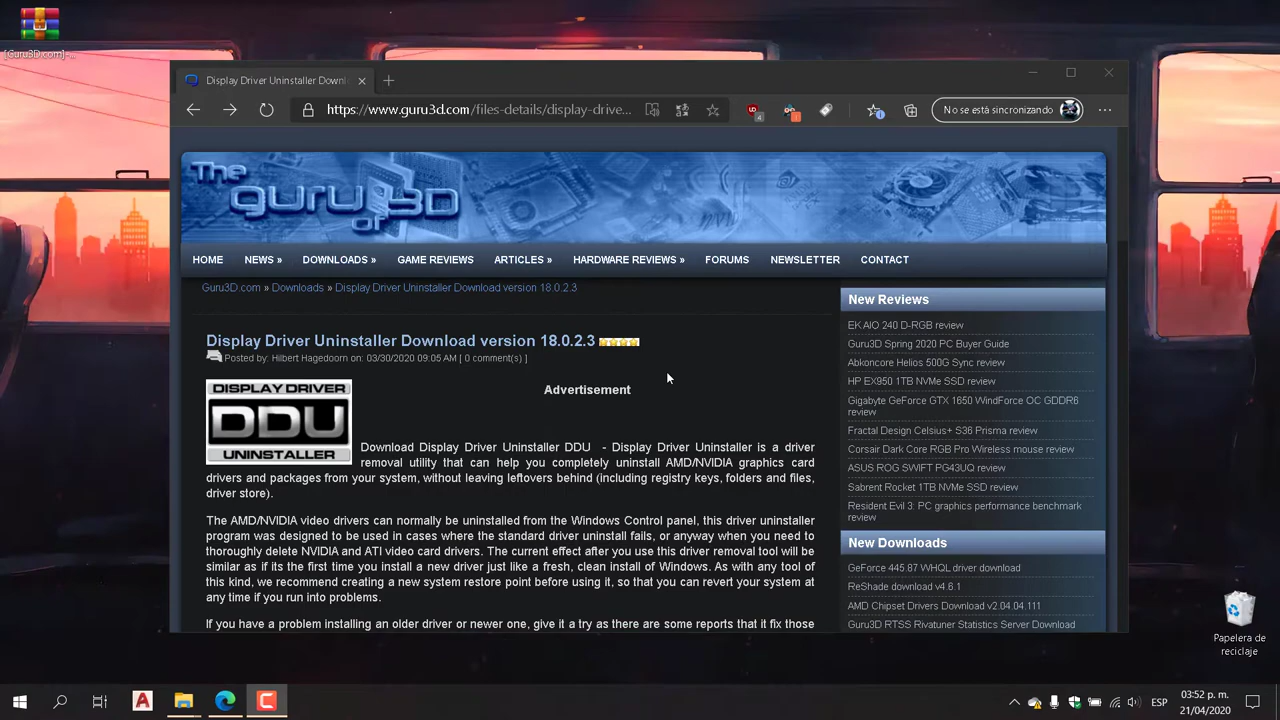 [Guru3D.com]-...
Display Driver Uninstaller Downl
https://www.guru3d.com/files-details/display-drive...
4
1
No se está sincronizando
The
guru
of
3D
HOME
NEWS »
DOWNLOADS »
GAME REVIEWS
ARTICLES »
HARDWARE REVIEWS »
FORUMS
NEWSLETTER
CONTACT
Guru3D.com » Downloads » Display Driver Uninstaller Download version 18.0.2.3
Display Driver Uninstaller Download version 18.0.2.3
Posted by: Hilbert Hagedoorn on: 03/30/2020 09:05 AM [ 0 comment(s) ]
DISPLAY DRIVER
DDU
UNINSTALLER
Advertisement
Download Display Driver Uninstaller DDU - Display Driver Uninstaller is a driver
removal utility that can help you completely uninstall AMD/NVIDIA graphics card
drivers and packages from your system, without leaving leftovers behind (including registry keys, folders and files,
driver store).
The AMD/NVIDIA video drivers can normally be uninstalled from the Windows Control panel, this driver uninstaller
program was designed to be used in cases where the standard driver uninstall fails, or anyway when you need to
thoroughly delete NVIDIA and ATI video card drivers. The current effect after you use this driver removal tool will be
similar as if its the first time you install a new driver just like a fresh, clean install of Windows. As with any tool of
this kind, we recommend creating a new system restore point before using it, so that you can revert your system at
any time if you run into problems.
If you have a problem installing an older driver or newer one, give it a try as there are some reports that it fix those
New Reviews
EK AIO 240 D-RGB review
Guru3D Spring 2020 PC Buyer Guide
Abkoncore Helios 500G Sync review
HP EX950 1TB NVMe SSD review
Gigabyte GeForce GTX 1650 WindForce OC GDDR6
review
Fractal Design Celsius+ S36 Prisma review
Corsair Dark Core RGB Pro Wireless mouse review
ASUS ROG SWIFT PG43UQ review
Sabrent Rocket 1TB NVMe SSD review
Resident Evil 3: PC graphics performance benchmark
review
New Downloads
GeForce 445.87 WHQL driver download
ReShade download v4.6.1
AMD Chipset Drivers Download v2.04.04.111
Guru3D RTSS Rivatuner Statistics Server Download
Papelera de
reciclaje
ESP
03:52 p. m.
21/04/2020